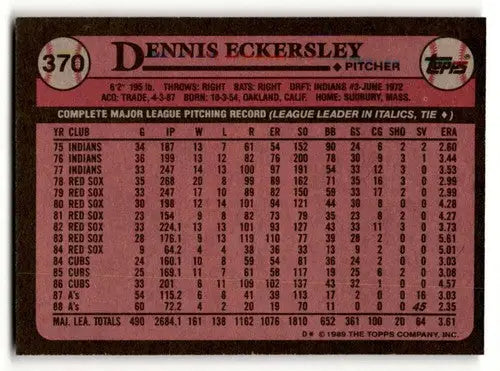 370
DENNIS ECKERSLEY
♦PITCHER
Topps
6'2" 195 lb. THROWS: RIGHT BATS: RIGHT DRFT: INDIANS #3-JUNE 1972
ACQ: TRADE, 4-3-87 BORN: 10-3-54, OAKLAND, CALIF. HOME: SUDBURY, MASS.
COMPLETE MAJOR LEAGUE PITCHING RECORD (LEAGUE LEADER IN ITALICS, TIE ♦)
YR CLUB G IP W L R ER SO BB GS CG SHO SV ERA
75 INDIANS 34 187 13 7 61 54 152 90 24 6 2 2 2.60
76 INDIANS 36 199 13 12 82 76 200 78 30 9 3 1 3.44
77 INDIANS 33 247 14 13 100 97 191 54 33 12 3 0 3.53
78 RED SOX 35 268 20 8 99 89 162 71 35 16 3 0 2.99
79 RED SOX 33 247 17 10 89 82 150 59 33 17 2 0 2.99
80 RED SOX 30 198 12 14 101 94 121 44 30 8 0 0 4.28
81 RED SOX 23 154 9 8 82 73 79 35 23 8 2 0 4.27
82 RED SOX 33 224.1 13 13 101 93 127 43 33 11 3 0 3.73
83 RED SOX 28 176.1 9 13 119 110 77 39 28 2 0 0 5.61
84 RED SOX 9 64.2 4 4 38 36 33 13 9 2 0 0 5.01
84 CUBS 24 160.1 10 8 59 54 81 36 24 2 0 0 3.03
85 CUBS 25 169.1 11 7 61 58 117 19 25 6 2 0 3.08
86 CUBS 33 201 6 11 109 102 137 43 32 1 0 0 4.57
87 A's 54 115.2 6 8 41 39 113 17 2 0 0 16 3.03
88 A's 60 72.2 4 2 20 19 70 11 0 0 0 45 2.35
MAJ. LEA. TOTALS 490 2684.1 161 138 1162 1076 1810 652 361 100 20 64 3.61
D* © 1989 THE TOPPS COMPANY, INC.